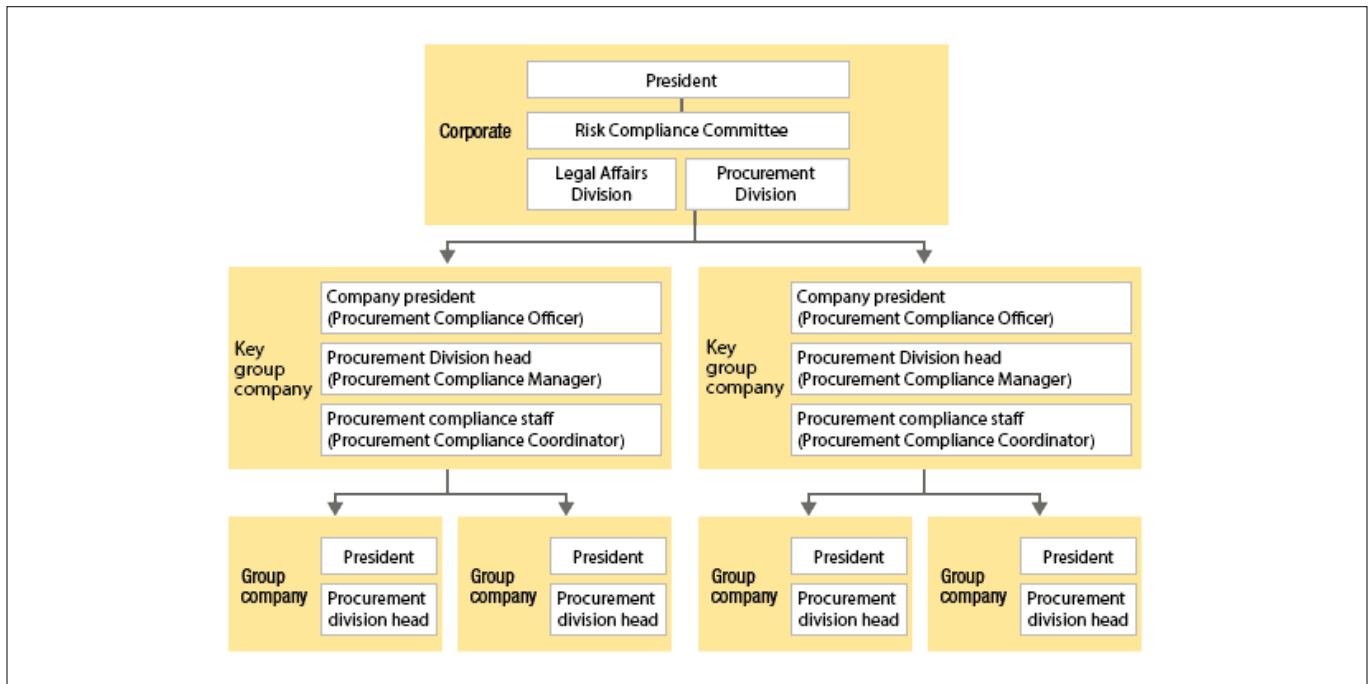 President
Corporate
Risk Compliance Committee
Legal Affairs
Division
Procurement
Division
Key
group
company
Company president
(Procurement Compliance Officer)
Procurement Division head
(Procurement Compliance Manager)
Procurement compliance staff
(Procurement Compliance Coordinator)
Key
group
company
Company president
(Procurement Compliance Officer)
Procurement Division head
(Procurement Compliance Manager)
Procurement compliance staff
(Procurement Compliance Coordinator)
Group
company
President
Procurement
division head
Group
company
President
Procurement
division head
Group
company
President
Procurement
division head
Group
company
President
Procurement
division head